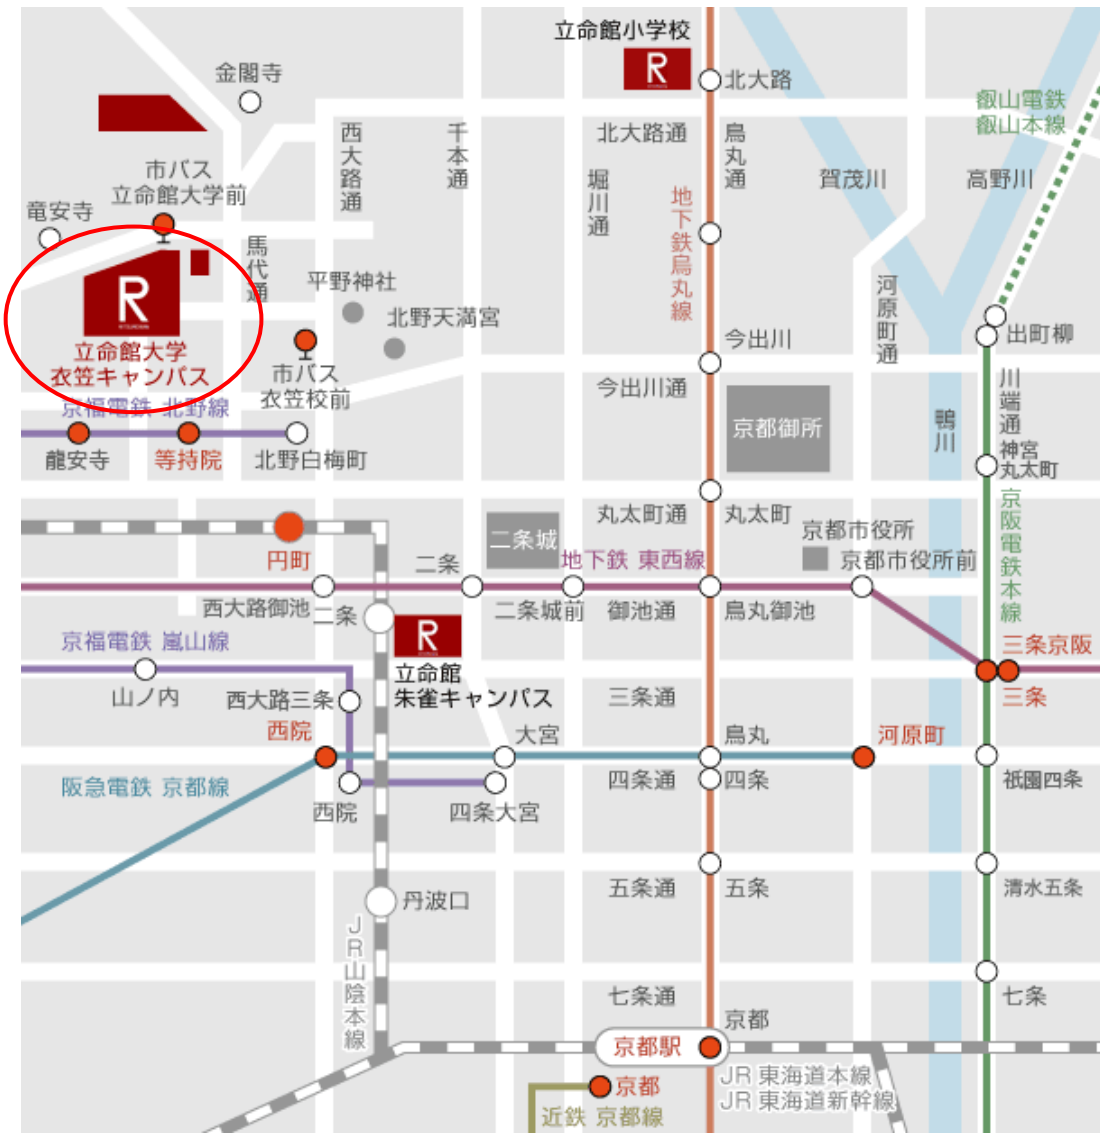 立命館小学校
R
北大路
金閣寺
叡山電鉄
叡山本線
西大路通
千本通
北大路通
烏丸通
堀川通
賀茂川
高野川
市バス
立命館大学前
竜安寺
地下鉄烏丸線
馬代通
平野神社
河原町通
R
北野天満宮
出町柳
今出川
立命館大学
衣笠キャンパス
市バス
衣笠校前
今出川通
川端通
京福電鉄 北野線
京都御所
鴨川
龍安寺
等持院
北野白梅町
神宮
丸太町
京阪電鉄本線
丸太町通
丸太町
二条城
京都市役所
円町
二条
地下鉄 東西線
京都市役所前
西大路御池
二条
二条城前
御池通
烏丸御池
京福電鉄 嵐山線
R
三条京阪
立命館
朱雀キャンパス
山ノ内
西大路三条
三条通
三条
西院
大宮
烏丸
河原町
阪急電鉄 京都線
四条通
四条
祇園四条
西院
四条大宮
五条通
五条
清水五条
丹波口
JR山陰本線
七条通
七条
京都
京都駅
JR 東海道本線
京都
JR 東海道新幹線
近鉄 京都線